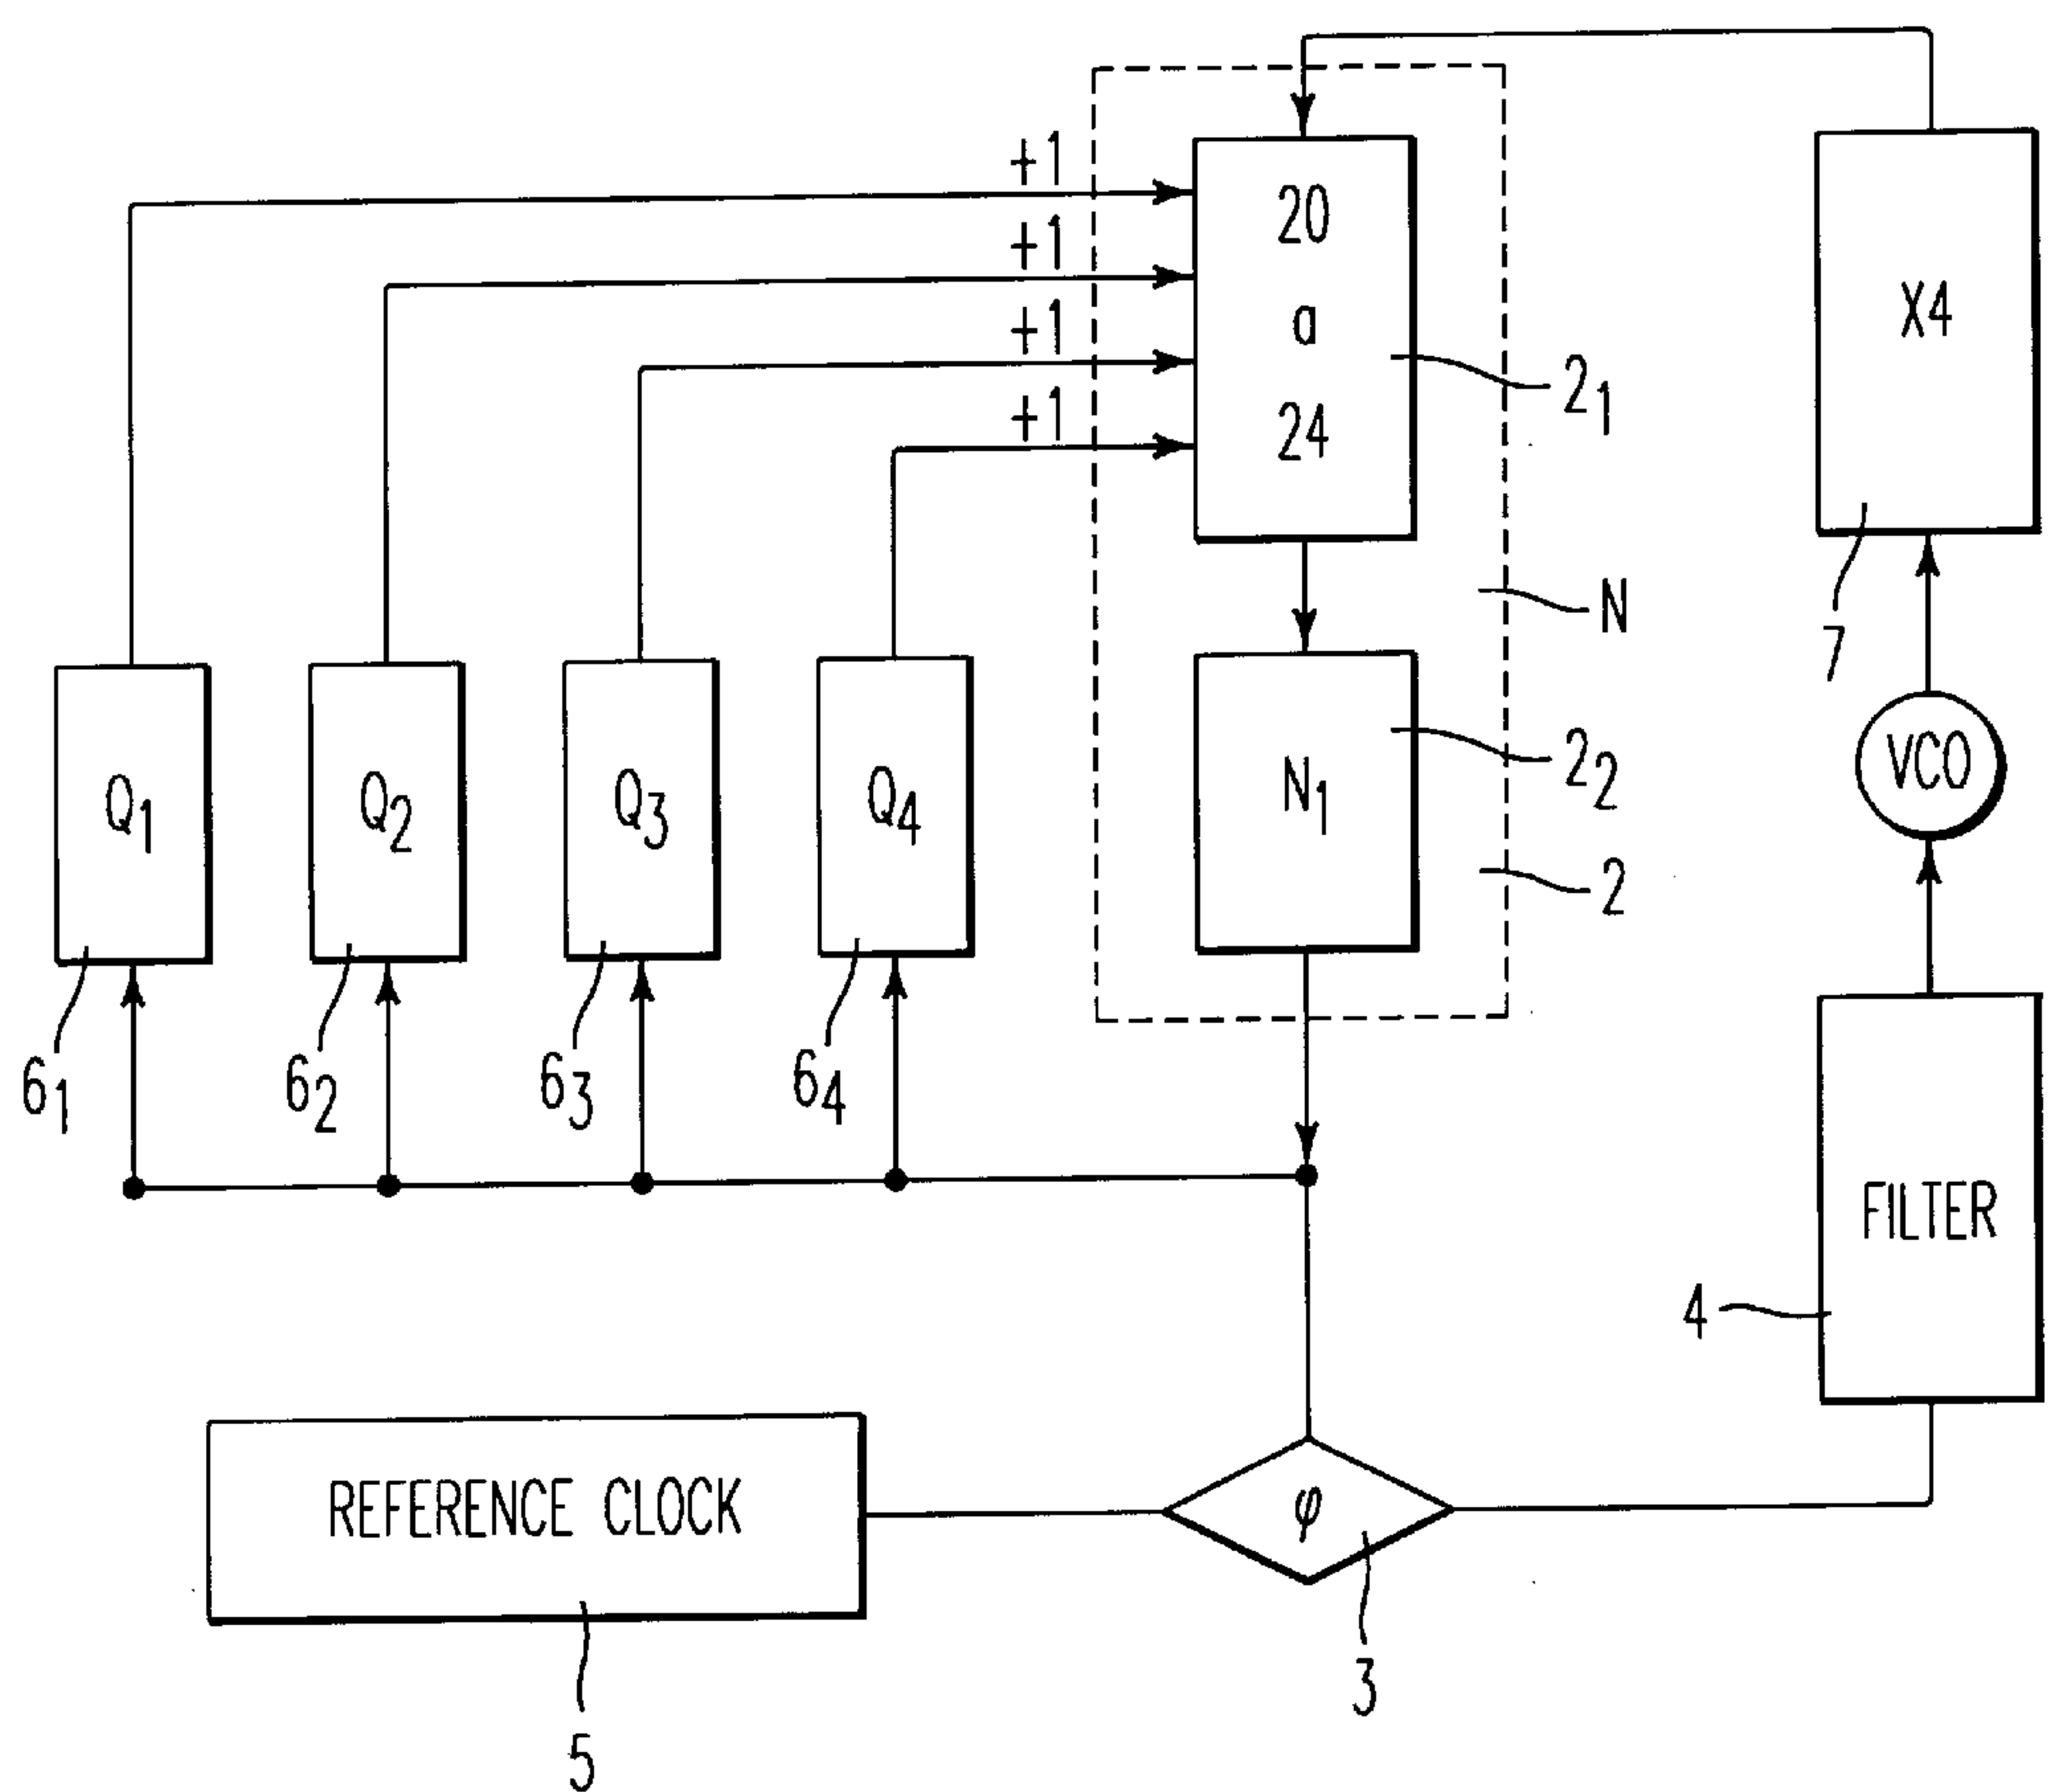 +1
+1
+1
+1
20
a
24
2₁
X4
7
N
Q₁
Q₂
Q₃
Q₄
N₁
2₂
VCO
2
6₁
6₂
6₃
6₄
FILTER
4
REFERENCE CLOCK
φ
3
5